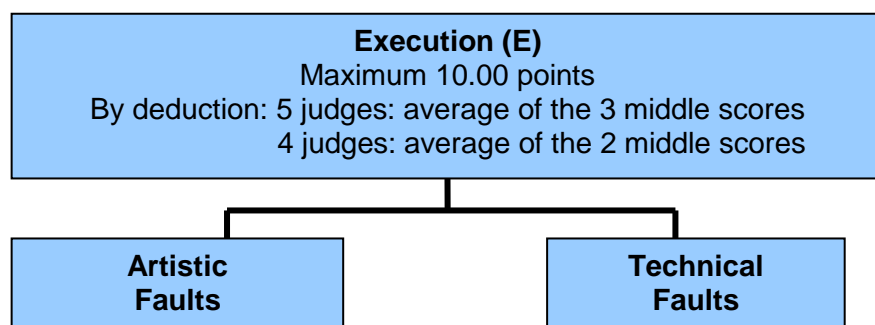 Execution (E)
Maximum 10.00 points
By deduction: 5 judges: average of the 3 middle scores
4 judges: average of the 2 middle scores
Artistic
Faults
Technical
Faults